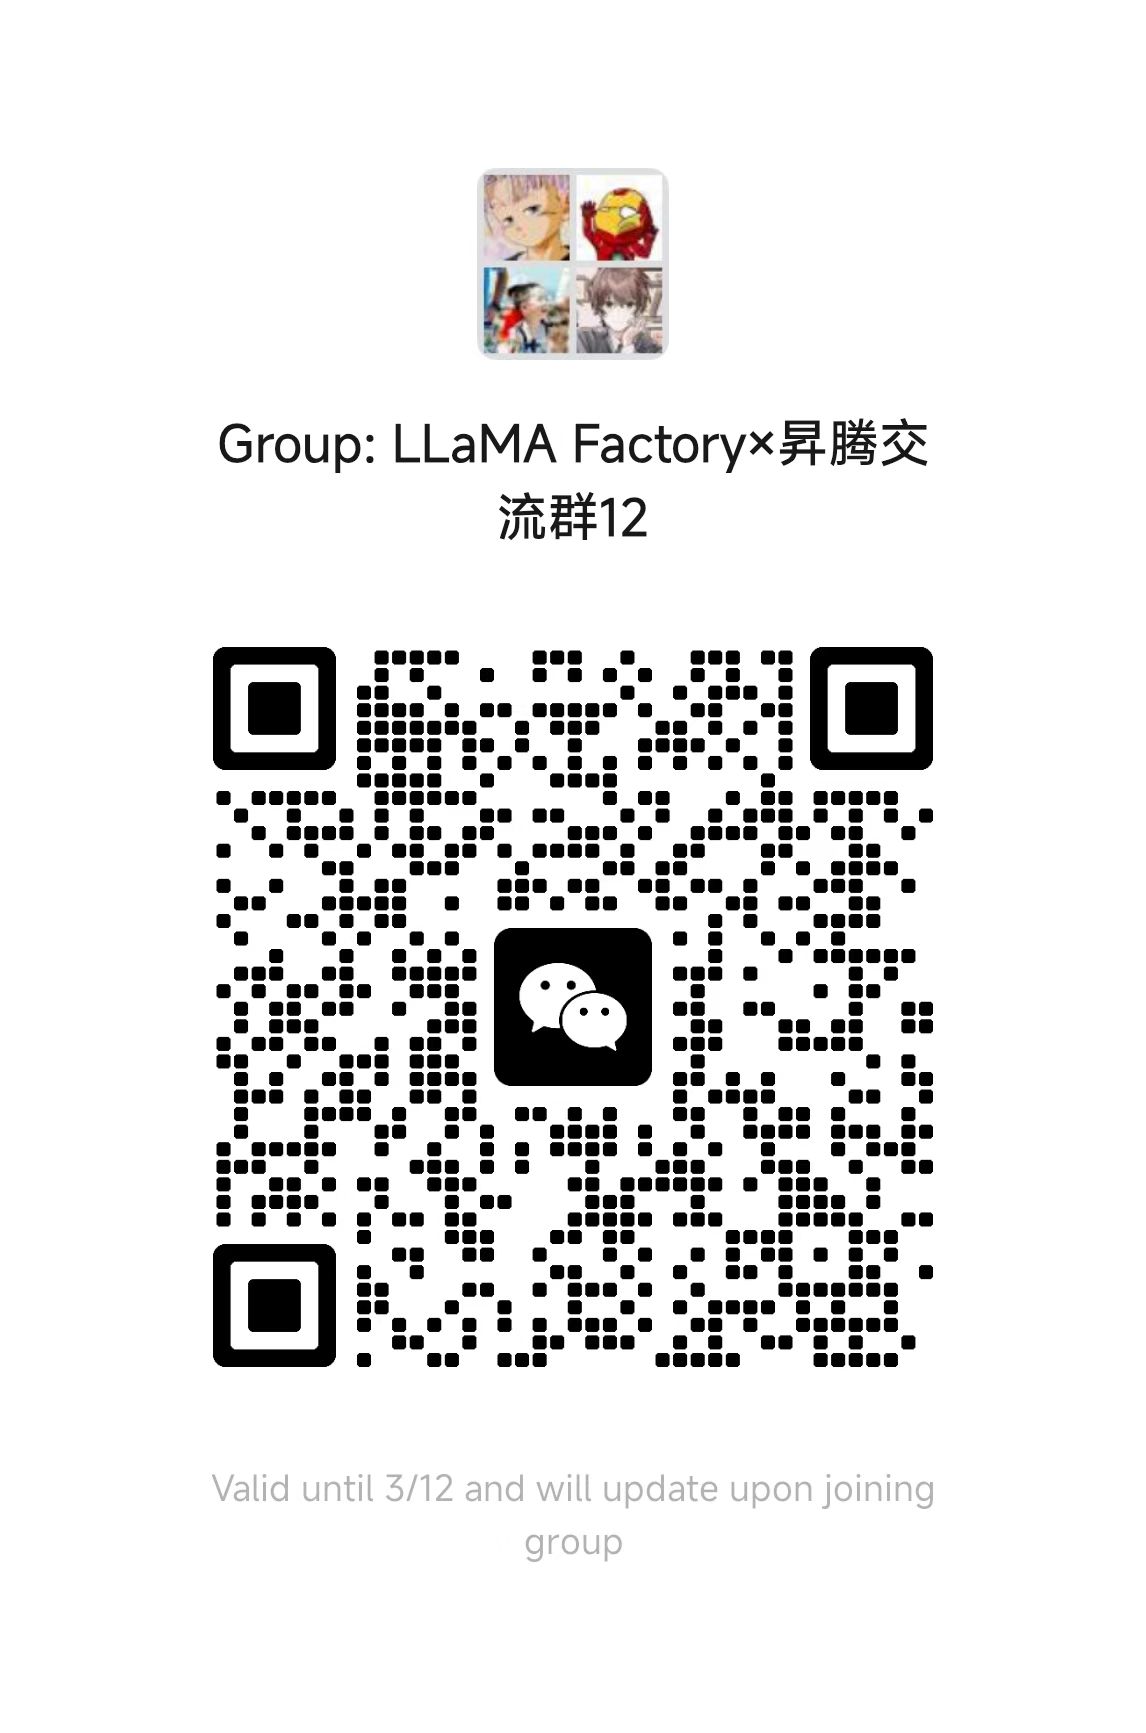 Group: LLaMA Factory×昇腾交
流群12
Valid until 3/12 and will update upon joining
group